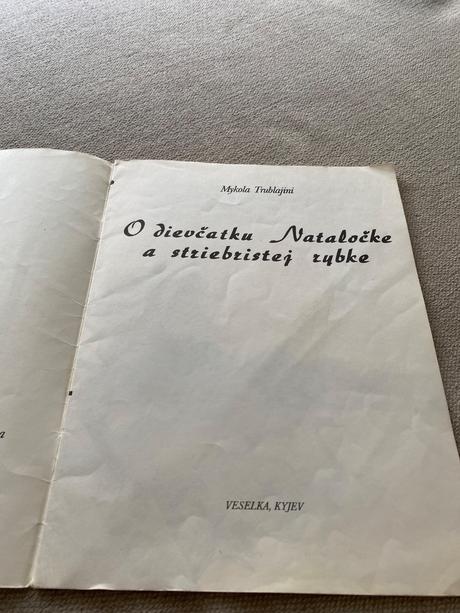 a
Mykola Trublajini
O dievčatku Nataločke
a striebristej rybke
VESELKA, KYJEV